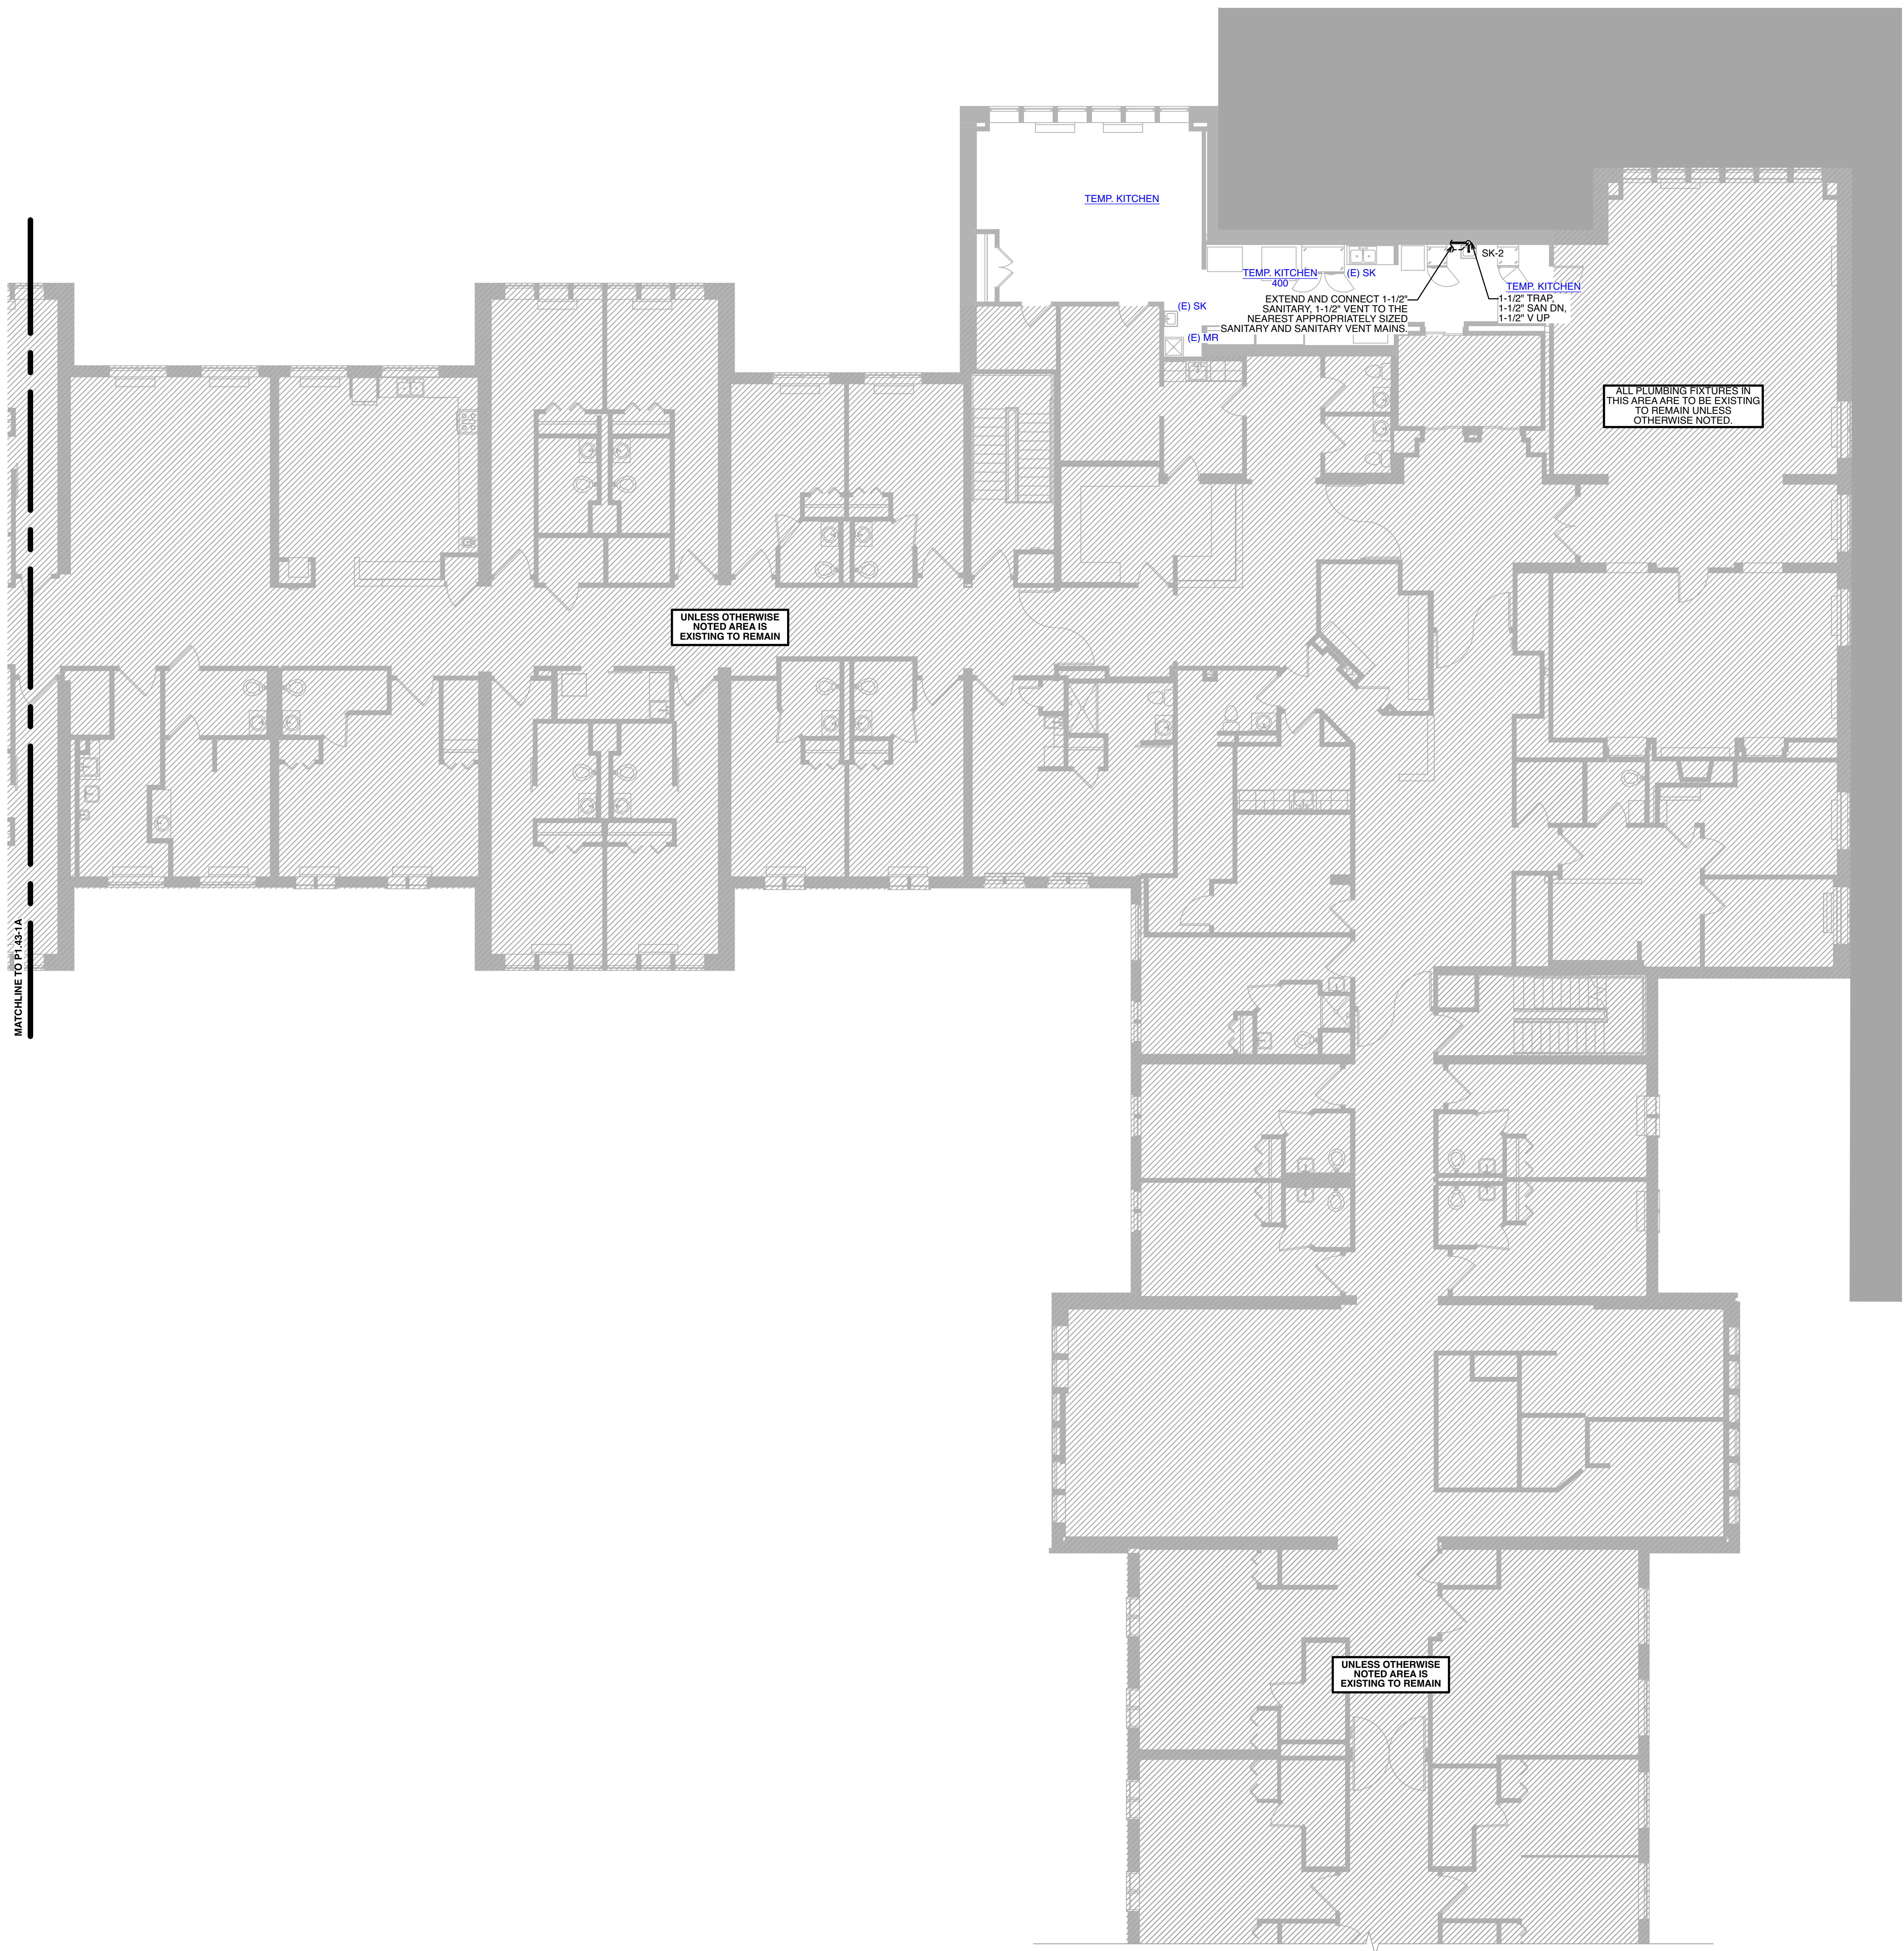 TEMP. KITCHEN
SK-2
TEMP. KITCHEN
400
(E) SK
TEMP. KITCHEN
EXTEND AND CONNECT 1-1/2"
SANITARY, 1-1/2" VENT TO THE
NEAREST APPROPRIATELY SIZED
SANITARY AND SANITARY VENT MAINS.
1-1/2" TRAP,
1-1/2" SAN DN,
1-1/2" V UP
(E) SK
(E) MR
ALL PLUMBING FIXTURES IN
THIS AREA ARE TO BE EXISTING
TO REMAIN UNLESS
OTHERWISE NOTED.
UNLESS OTHERWISE
NOTED AREA IS
EXISTING TO REMAIN
MATCHLINE TO P1.43-1A
UNLESS OTHERWISE
NOTED AREA IS
EXISTING TO REMAIN